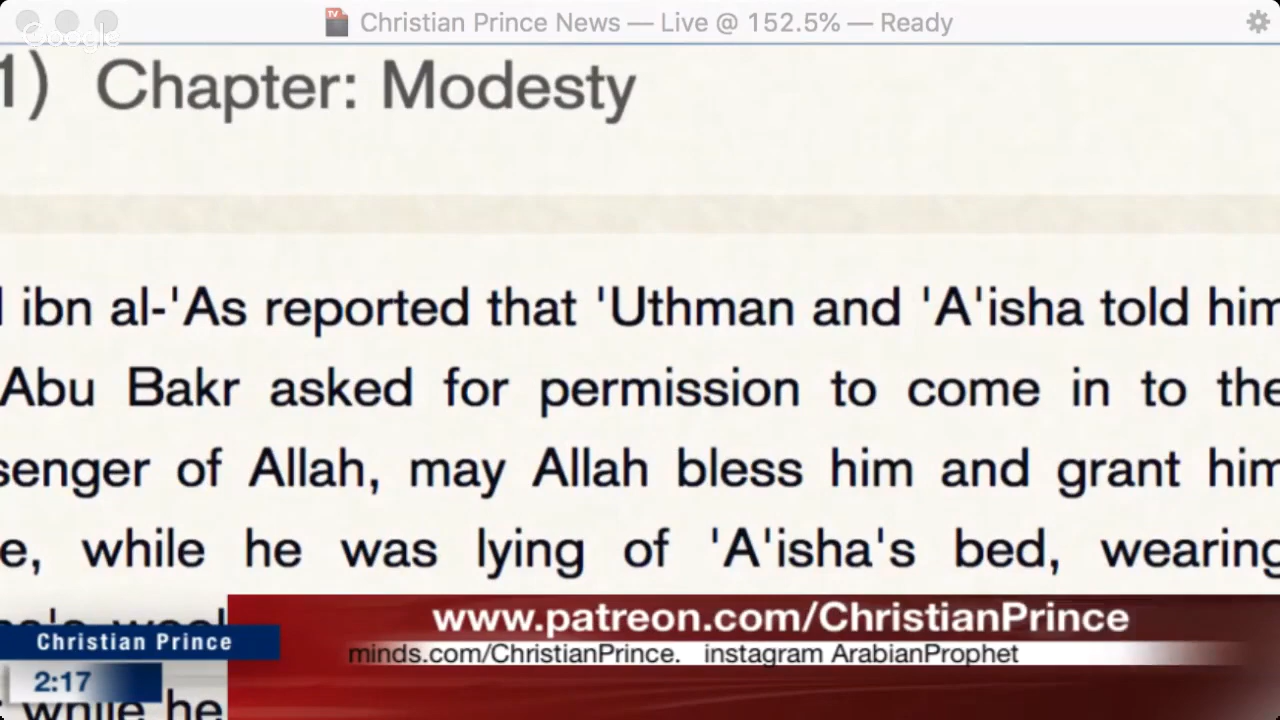 Christian Prince News — Live @ 152.5% — Ready
Google
TV
1) Chapter: Modesty
ibn al-'As reported that 'Uthman and 'A'isha told him
Abu Bakr asked for permission to come in to the
senger of Allah, may Allah bless him and grant him
e, while he was lying of 'A'isha's bed, wearing
www.patreon.com/ChristianPrince
Christian Prince
minds.com/ChristianPrince. instagram ArabianProphet
2:17
while he